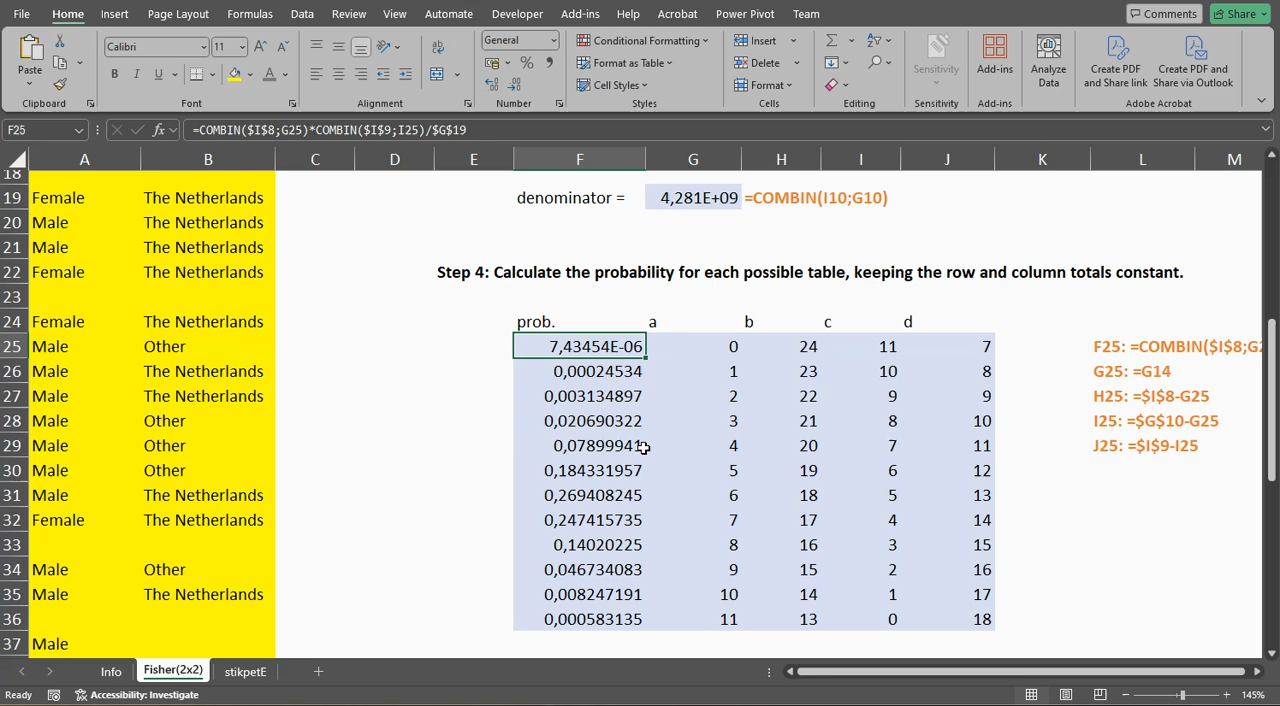 File Home Insert Page Layout Formulas Data Review View Automate Developer Add-ins Help Acrobat Power Pivot Team Comments Share
Calibri 11 General Conditional Formatting Insert
Paste B I U Format as Table Delete Sensitivity Add-ins Analyze Data Create PDF and Share link Create PDF and Share via Outlook
Cell Styles Format
Clipboard Font Alignment Number Styles Cells Editing Sensitivity Add-ins Adobe Acrobat
F25 fx =COMBIN($I$8;G25)*COMBIN($I$9;I25)/$G$19
A B C D E F G H I J K L M
18
19 Female The Netherlands denominator = 4,281E+09 =COMBIN(I10;G10)
20 Male The Netherlands
21 Male The Netherlands
22 Female The Netherlands Step 4: Calculate the probability for each possible table, keeping the row and column totals constant.
23
24 Female The Netherlands prob. a b c d
25 Male Other 7,43454E-06 0 24 11 7 F25: =COMBIN($I$8;G2
26 Male The Netherlands 0,00024534 1 23 10 8 G25: =G14
27 Male The Netherlands 0,003134897 2 22 9 9 H25: =$I$8-G25
28 Male Other 0,020690322 3 21 8 10 I25: =$G$10-G25
29 Male Other 0,07899941 4 20 7 11 J25: =$I$9-I25
30 Male Other 0,184331957 5 19 6 12
31 Male The Netherlands 0,269408245 6 18 5 13
32 Female The Netherlands 0,247415735 7 17 4 14
33 0,14020225 8 16 3 15
34 Male Other 0,046734083 9 15 2 16
35 Male The Netherlands 0,008247191 10 14 1 17
36 0,000583135 11 13 0 18
37 Male
Info Fisher(2x2) stikpetE
Ready Accessibility: Investigate 145%